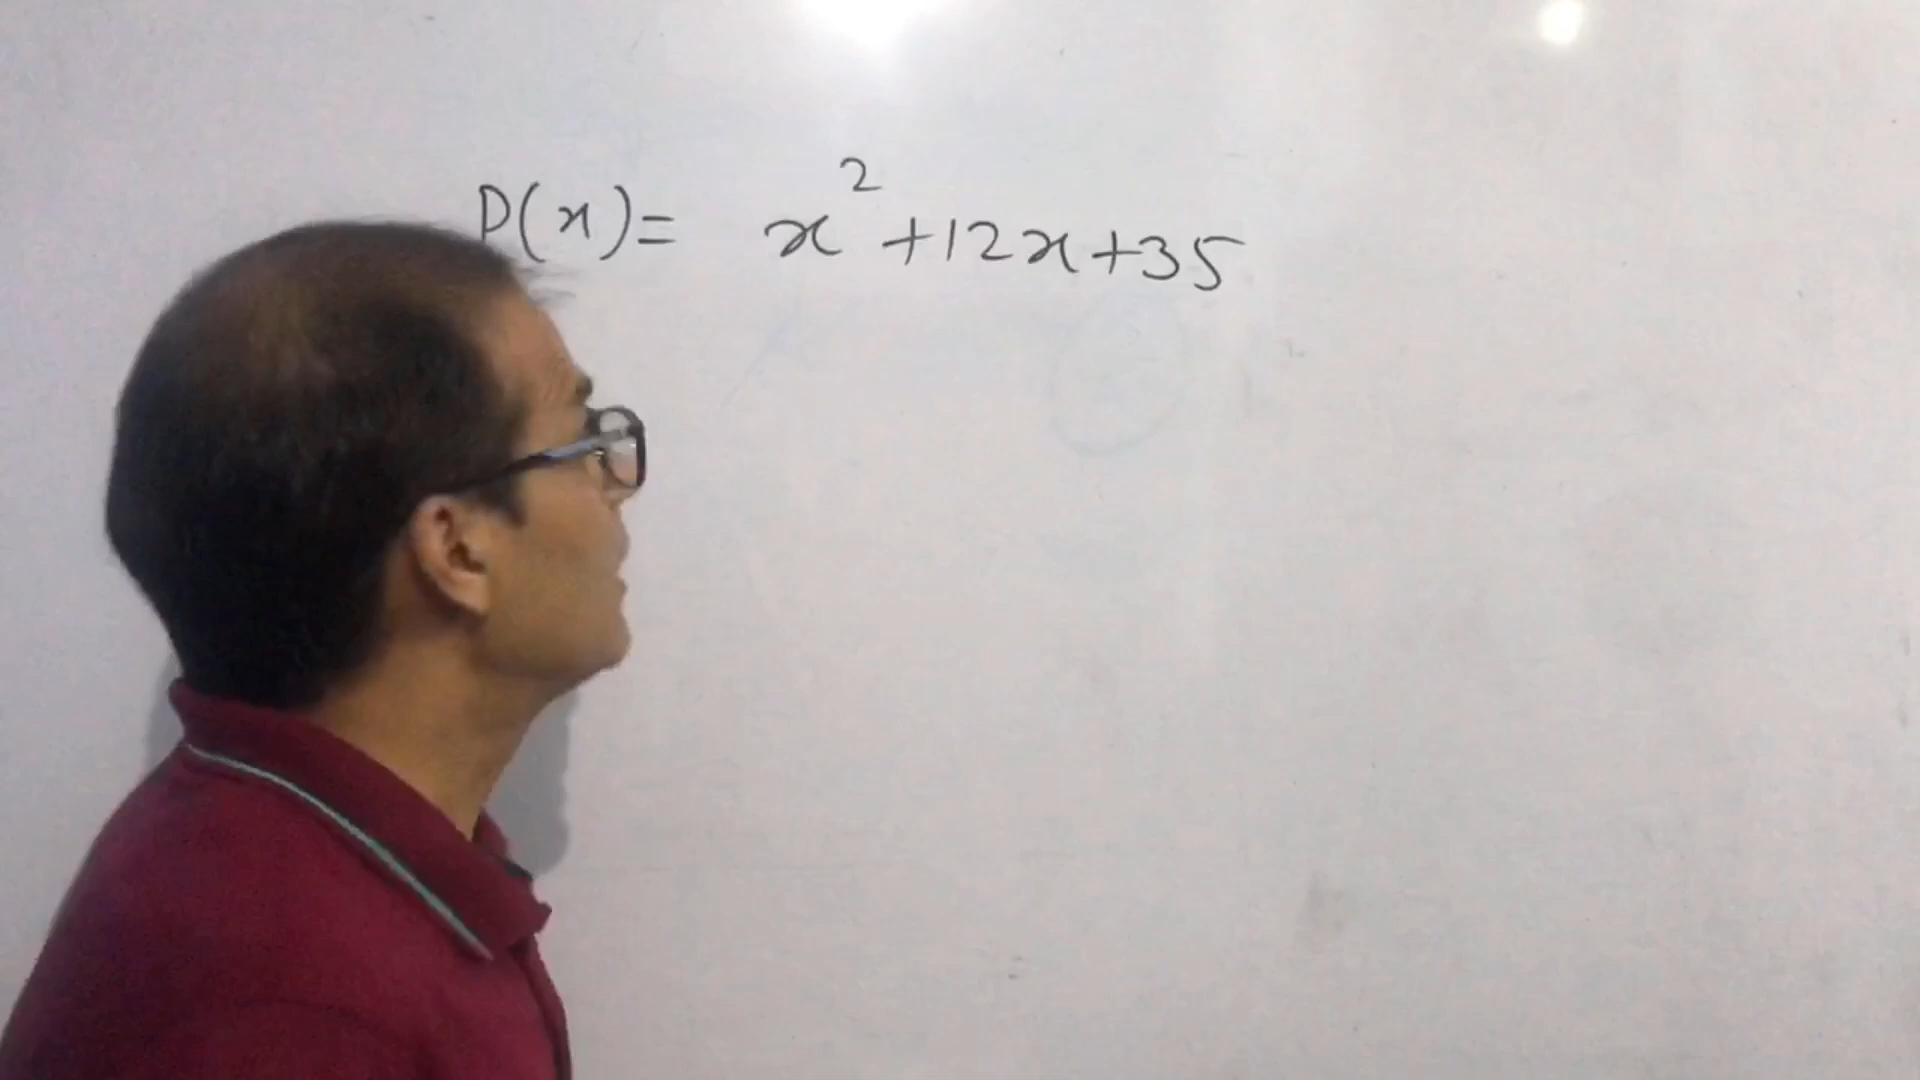 P(x) = x² + 12x + 35